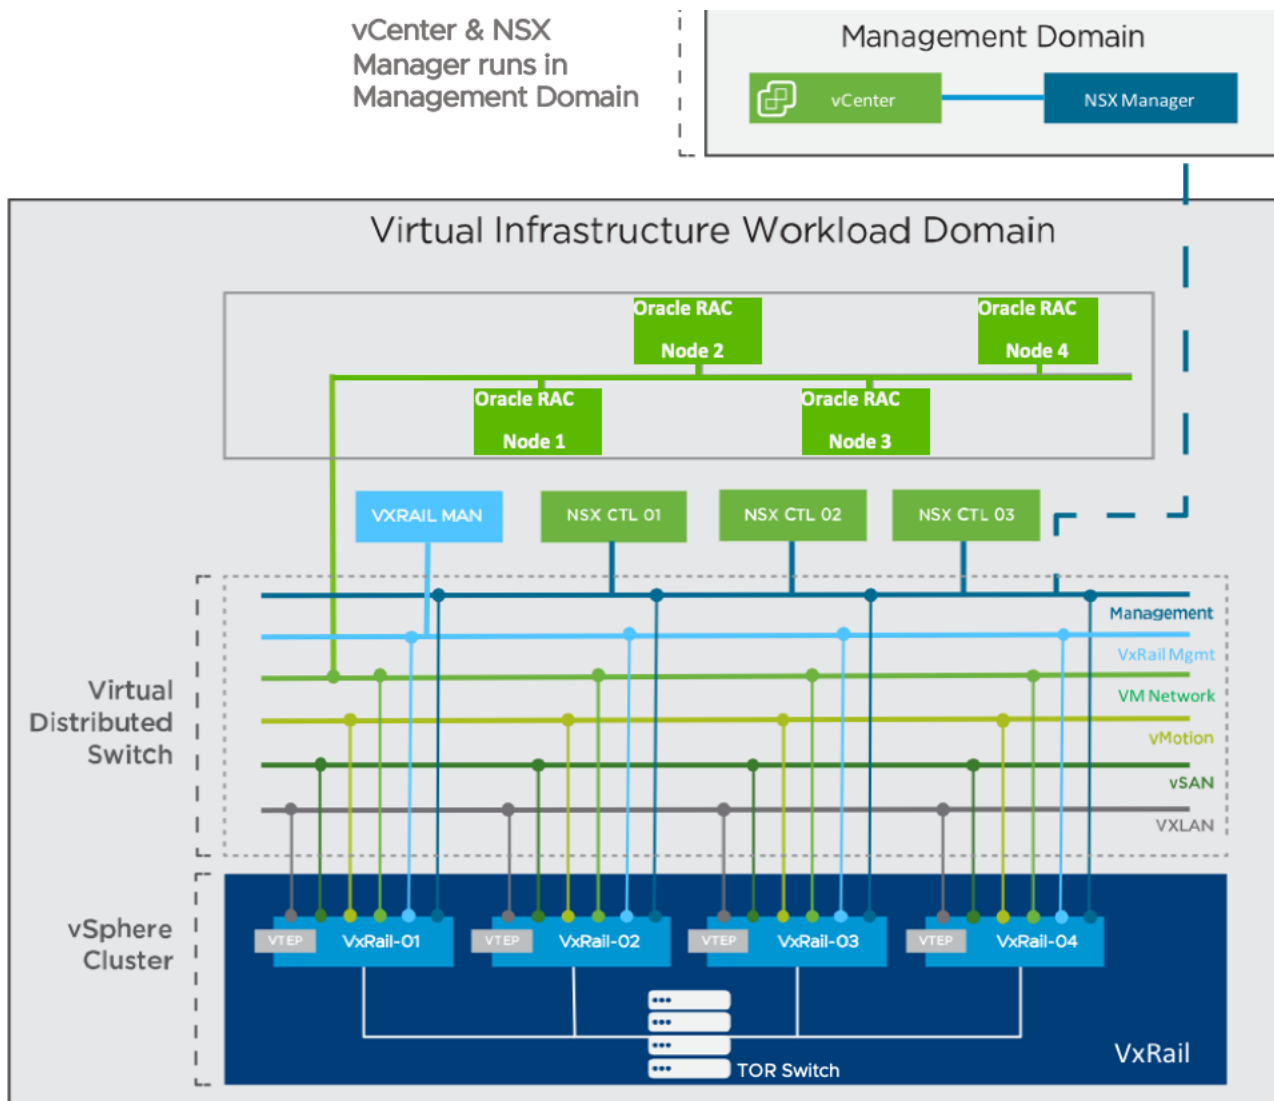 vCenter & NSX
Manager runs in
Management Domain
Management Domain
vCenter
NSX Manager
Virtual Infrastructure Workload Domain
Oracle RAC
Node 2
Oracle RAC
Node 4
Oracle RAC
Node 1
Oracle RAC
Node 3
VXRAIL MAN
NSX CTL 01
NSX CTL 02
NSX CTL 03
Virtual
Distributed
Switch
Management
VxRail Mgmt
VM Network
vMotion
vSAN
VXLAN
vSphere
Cluster
VTEP
VxRail-01
VTEP
VxRail-02
VTEP
VxRail-03
VTEP
VxRail-04
TOR Switch
VxRail